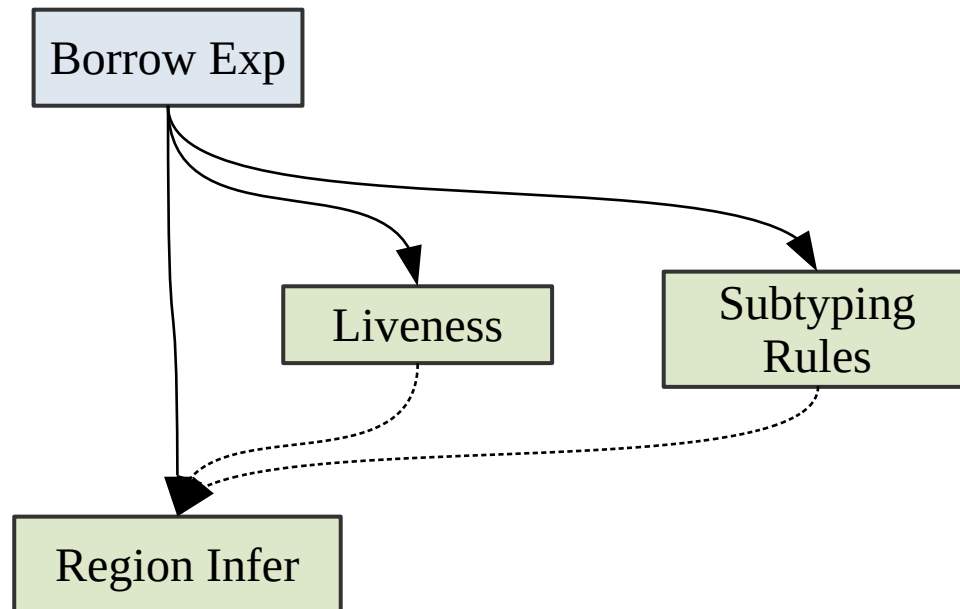 Borrow Exp
Liveness
Subtyping
Rules
Region Infer